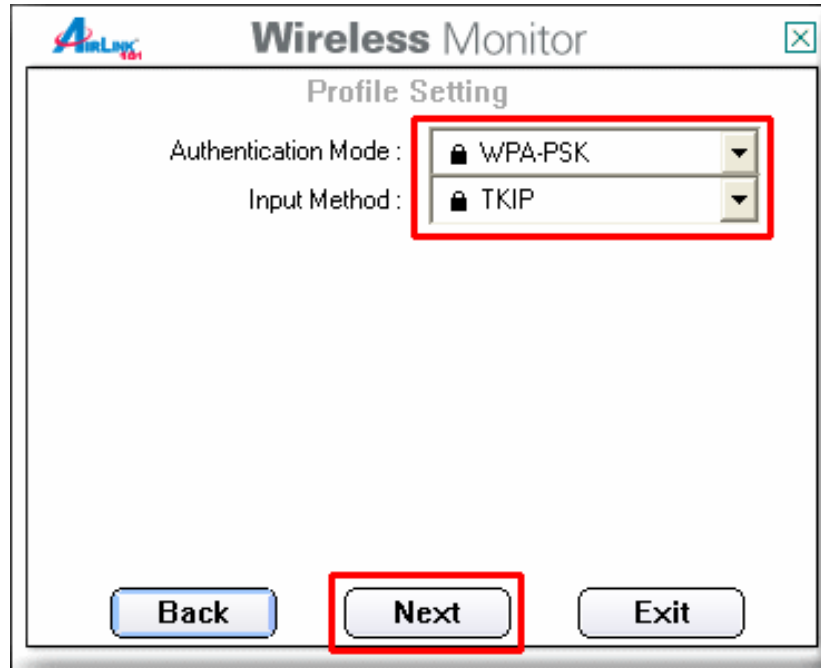 AIRLINK 101
Wireless Monitor
Profile Setting
Authentication Mode : WPA-PSK
Input Method : TKIP
Back Next Exit